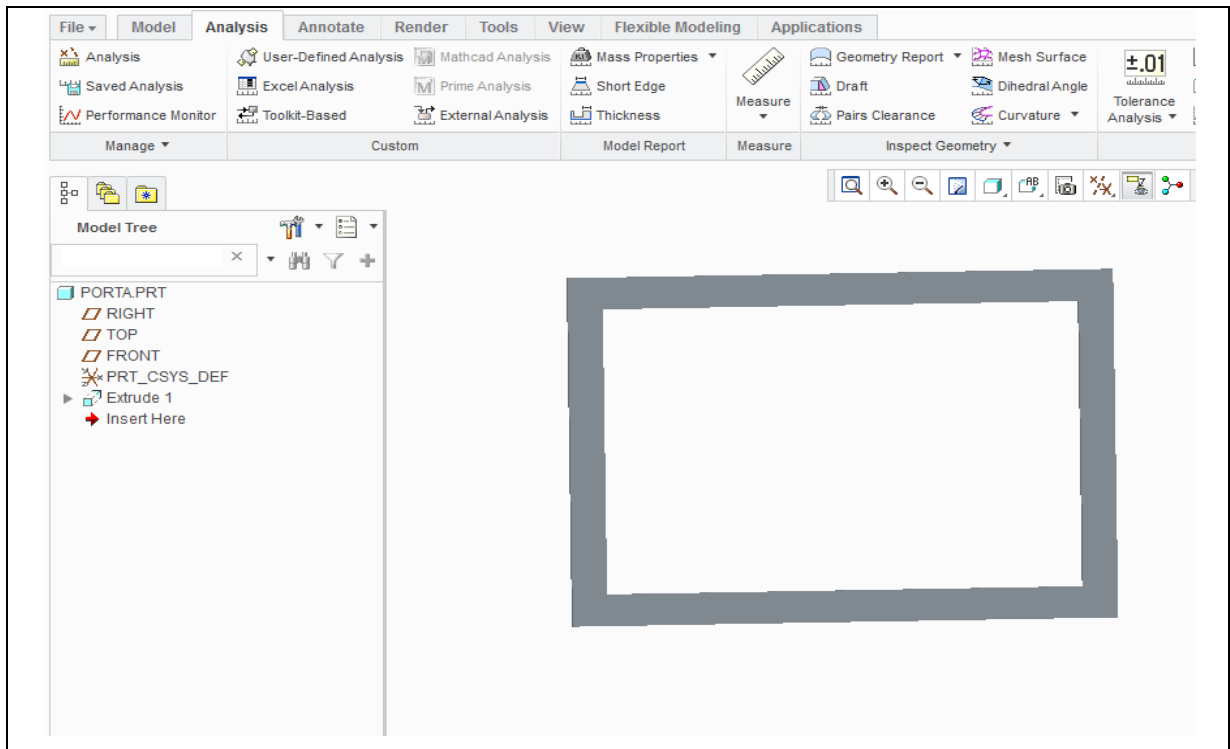 File Model Analysis Annotate Render Tools View Flexible Modeling Applications
Analysis User-Defined Analysis Mathcad Analysis Mass Properties Geometry Report Mesh Surface ±.01
Saved Analysis Excel Analysis Prime Analysis Short Edge Measure Draft Dihedral Angle Tolerance
Performance Monitor Toolkit-Based External Analysis Thickness Pairs Clearance Curvature Analysis
Manage Custom Model Report Measure Inspect Geometry
Model Tree
PORTA.PRT
RIGHT
TOP
FRONT
PRT_CSYS_DEF
Extrude 1
Insert Here